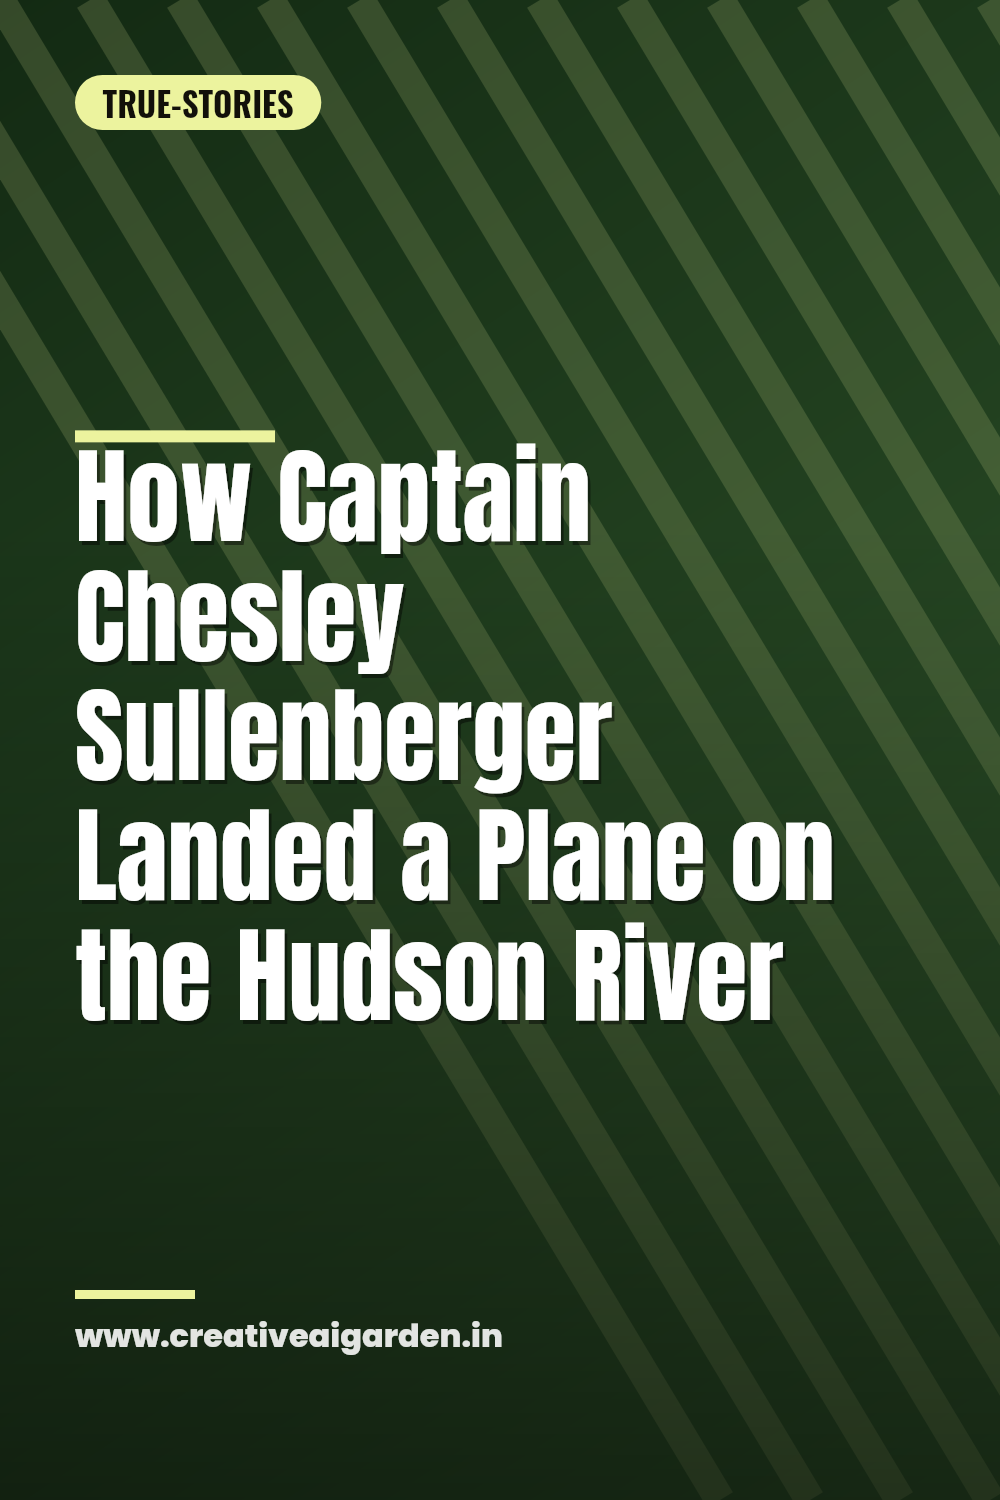 TRUE-STORIES
How Captain
Chesley
Sullenberger
Landed a Plane on
the Hudson River
www.creativeaigarden.in